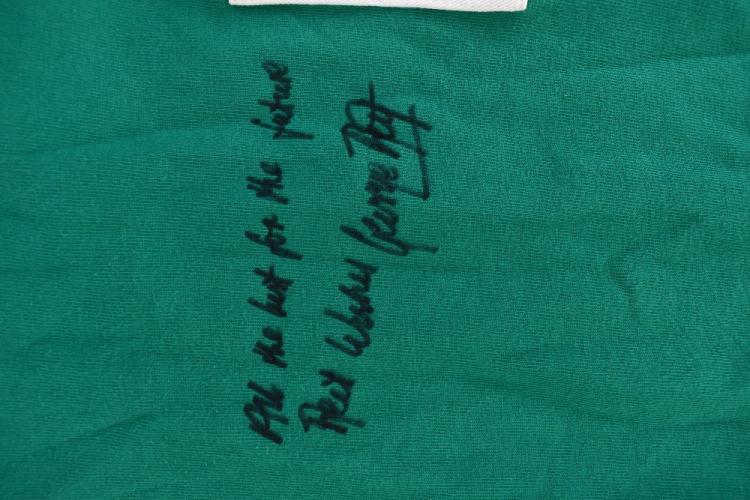 All the best for the future
Best Wishes George Best